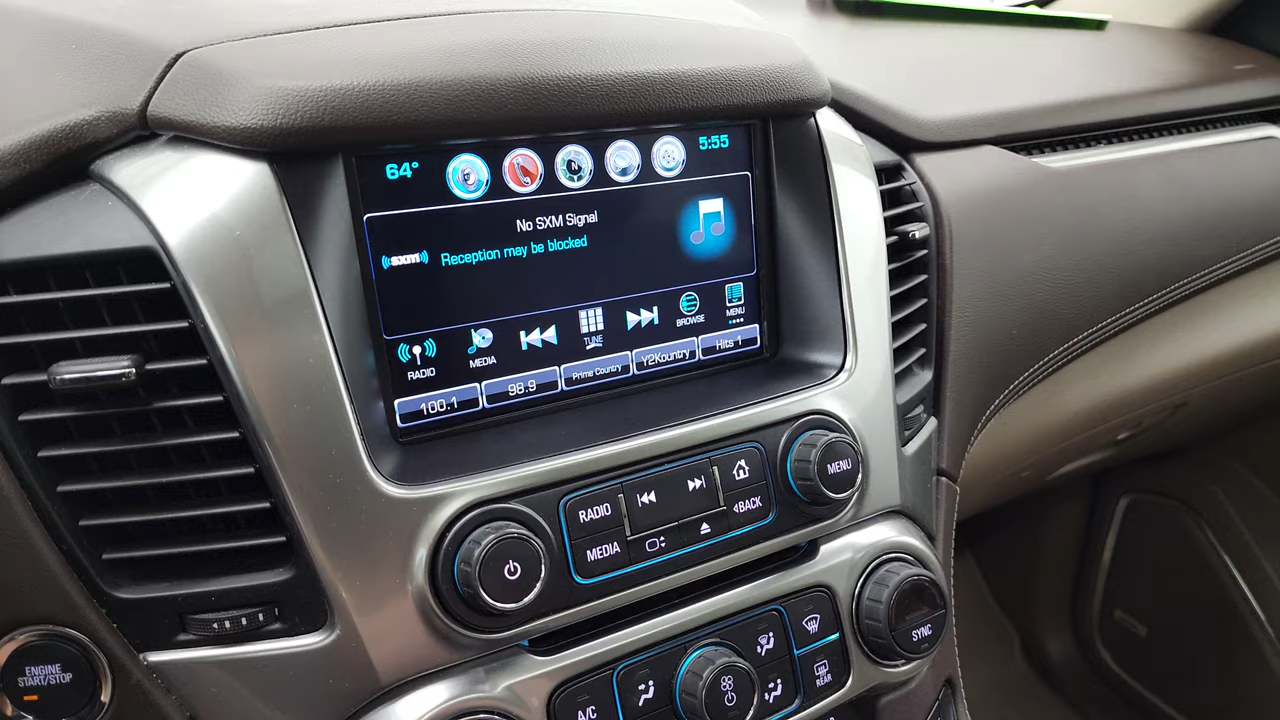 64°
N
5:55
No SXM Signal
((sxm))
Reception may be blocked
RADIO
MEDIA
TUNE
BROWSE
MENU
100.1
98.9
Prime Country
Y2Kountry
Hits 1
RADIO
MEDIA
BACK
MENU
ENGINE
START/STOP
A/C
REAR
SYNC